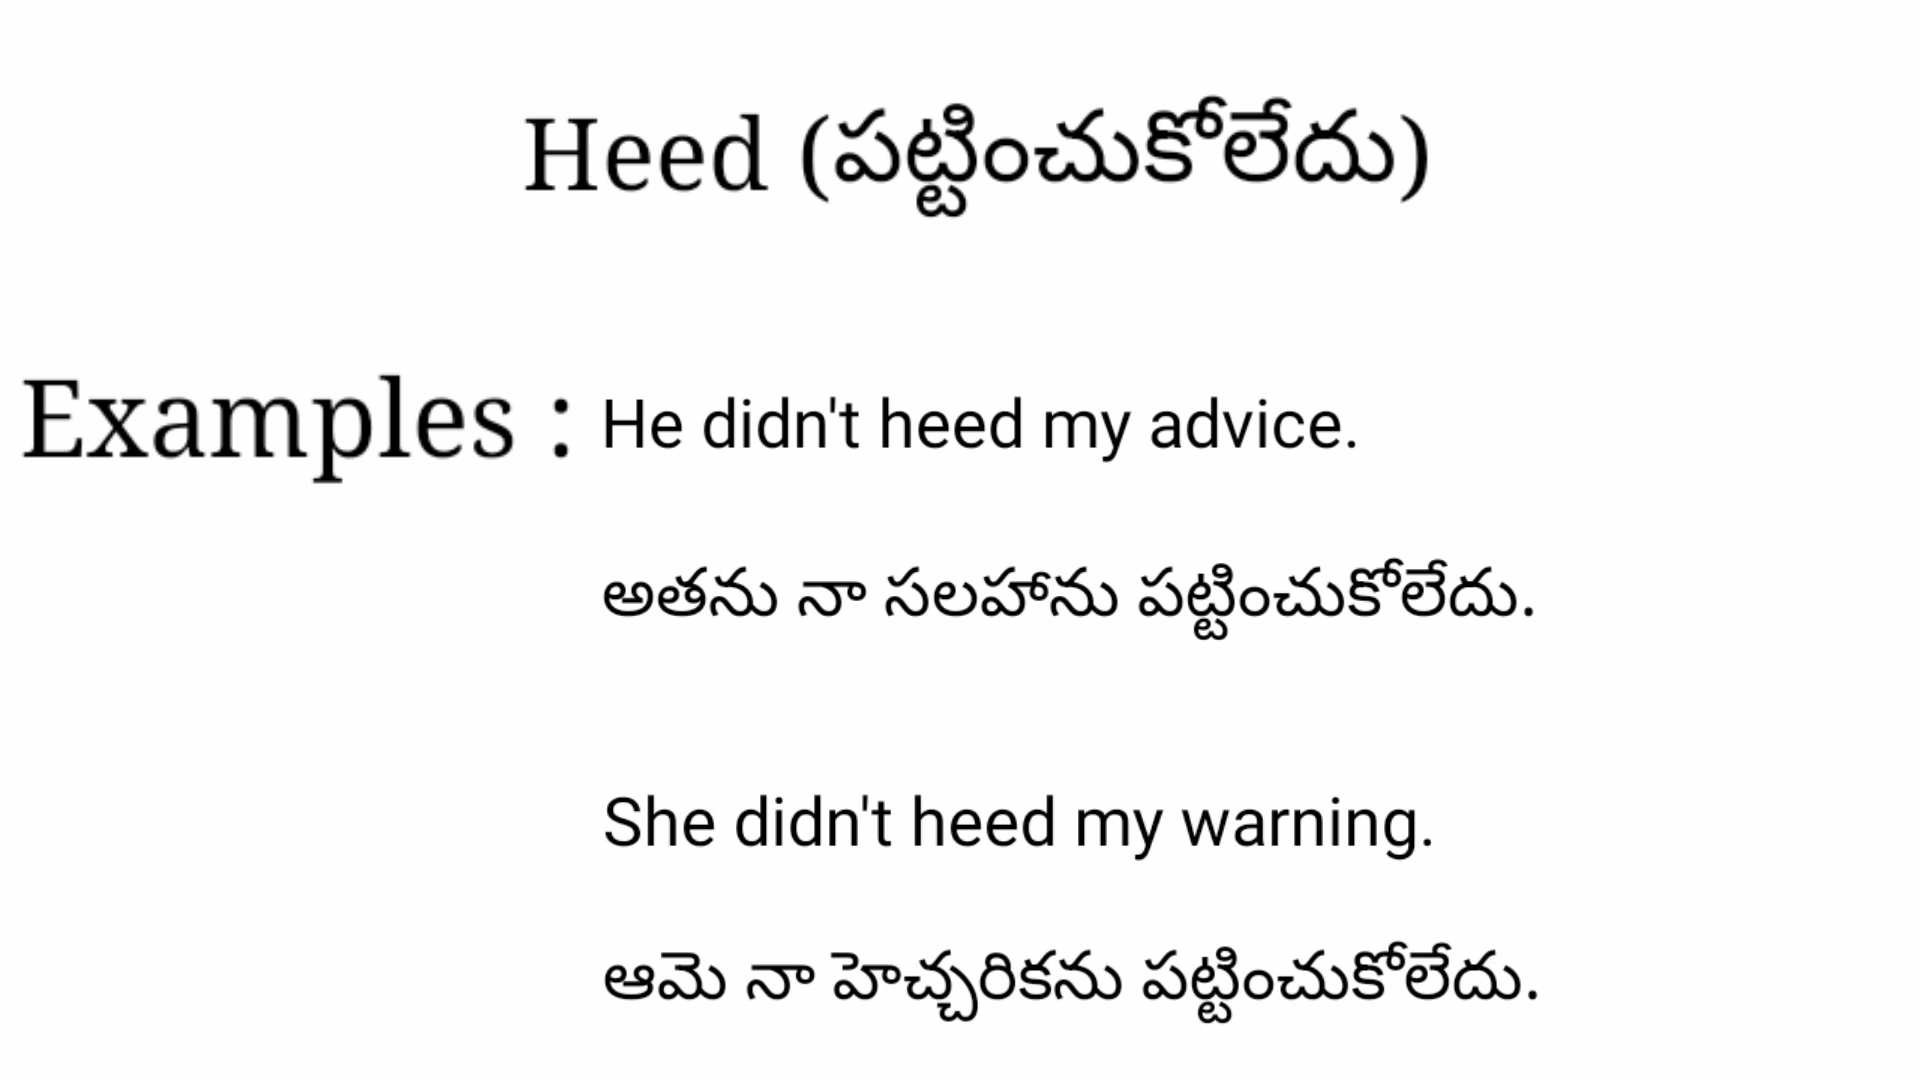 Heed (పట్టించుకోలేదు)
Examples : He didn't heed my advice.
అతను నా సలహాను పట్టించుకోలేదు.
She didn't heed my warning.
ఆమె నా హెచ్చరికను పట్టించుకోలేదు.